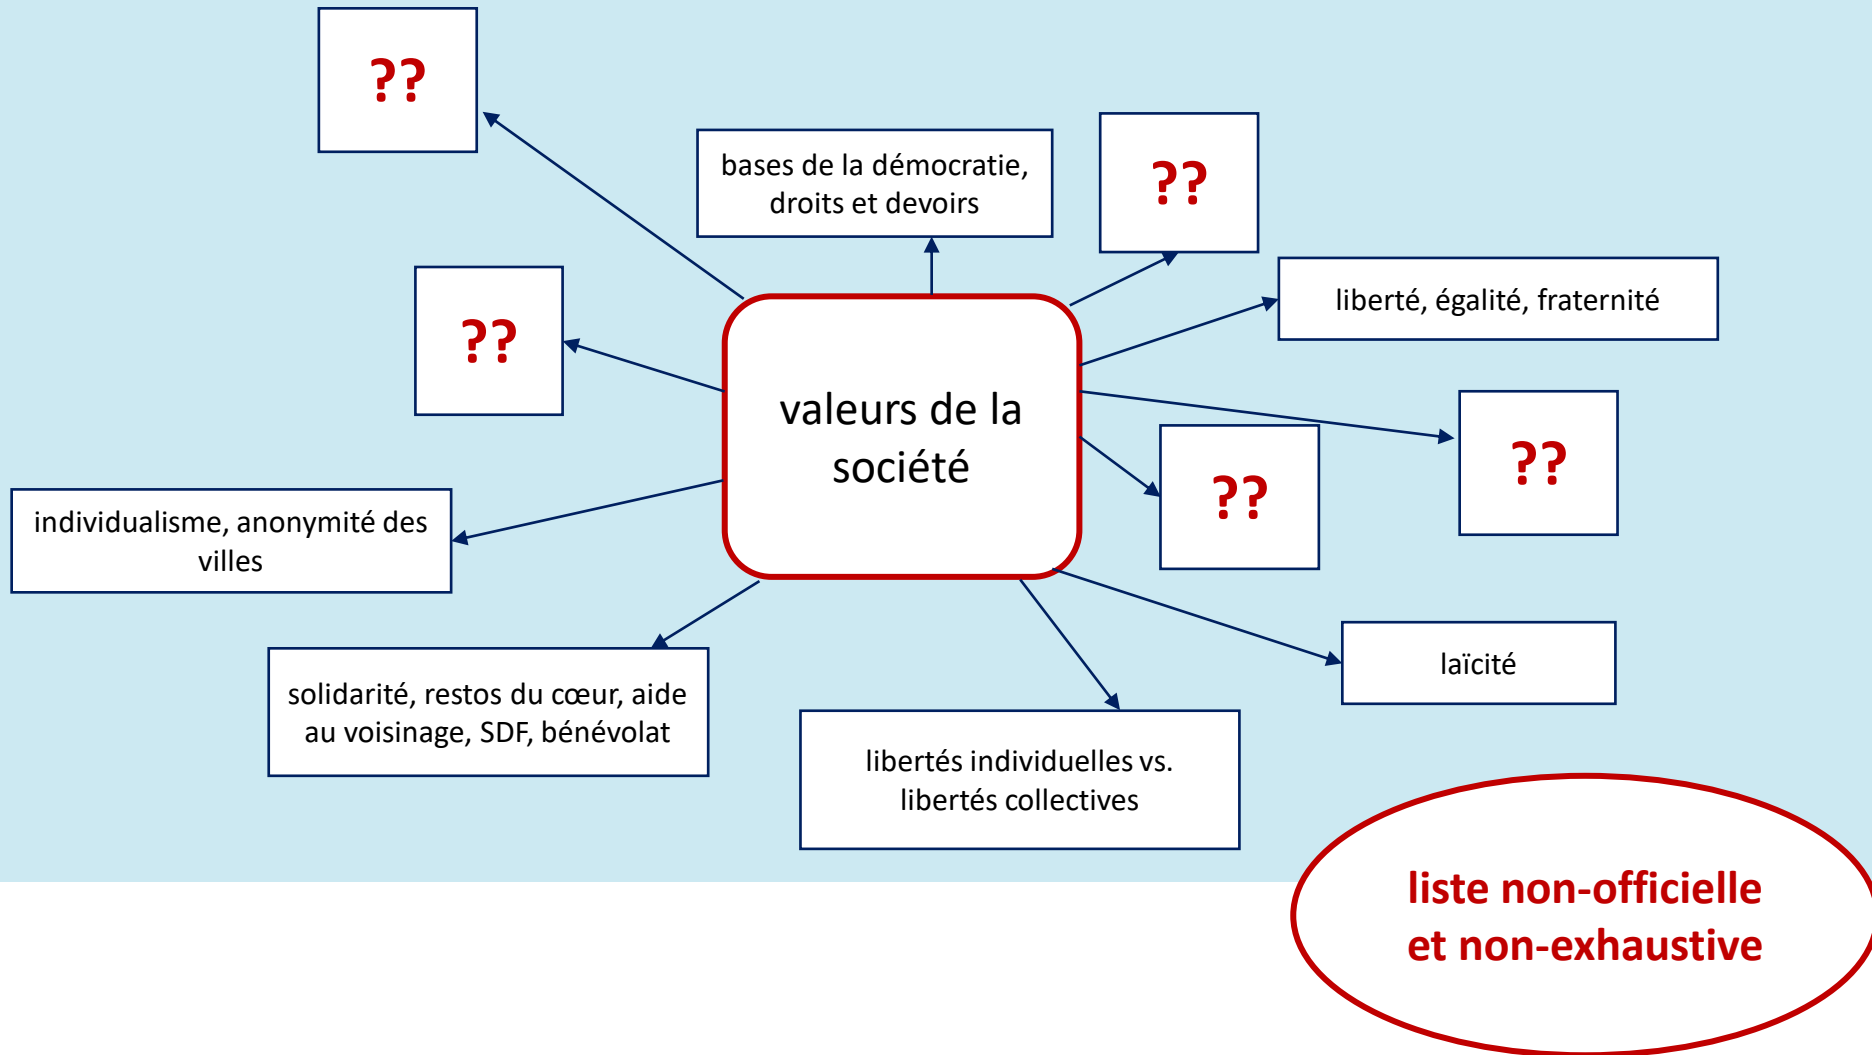 ??
bases de la démocratie,
droits et devoirs
??
liberté, égalité, fraternité
??
valeurs de la
société
??
??
individualisme, anonymité des
villes
laïcité
solidarité, restos du cœur, aide
au voisinage, SDF, bénévolat
libertés individuelles vs.
libertés collectives
liste non-officielle
et non-exhaustive